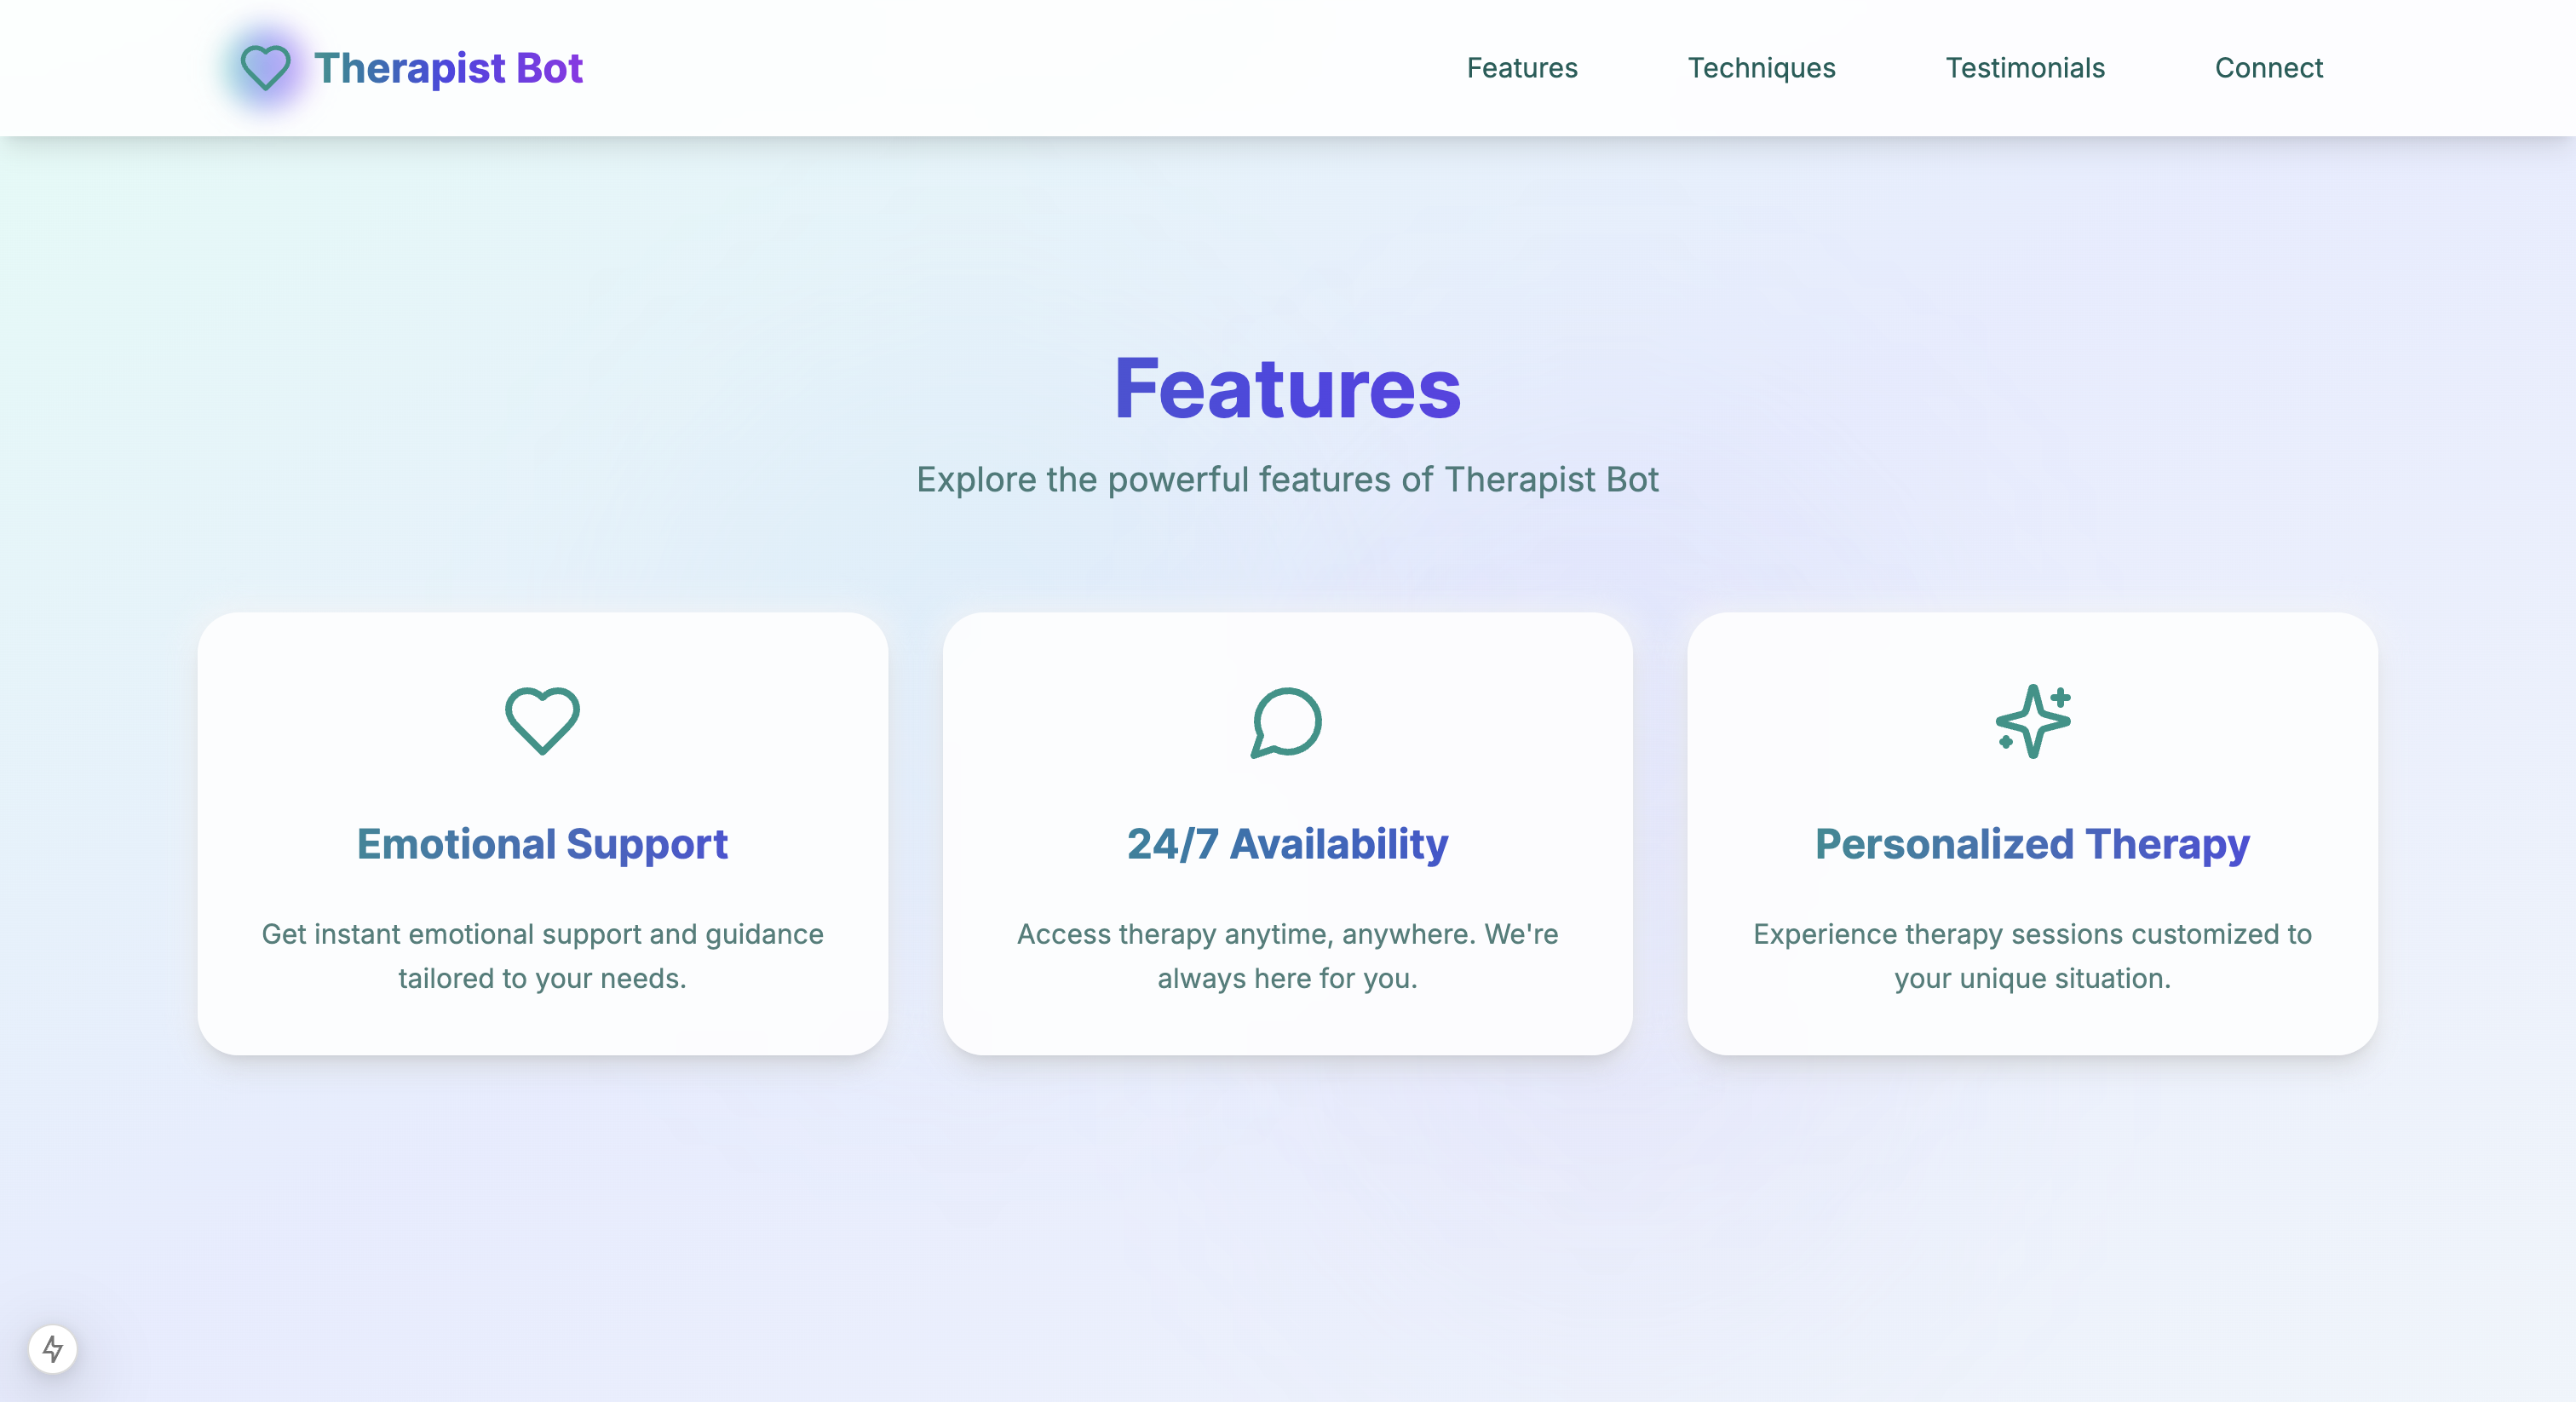 Therapist Bot
Features
Techniques
Testimonials
Connect
Features
Explore the powerful features of Therapist Bot
Emotional Support
Get instant emotional support and guidance
tailored to your needs.
24/7 Availability
Access therapy anytime, anywhere. We're
always here for you.
Personalized Therapy
Experience therapy sessions customized to
your unique situation.